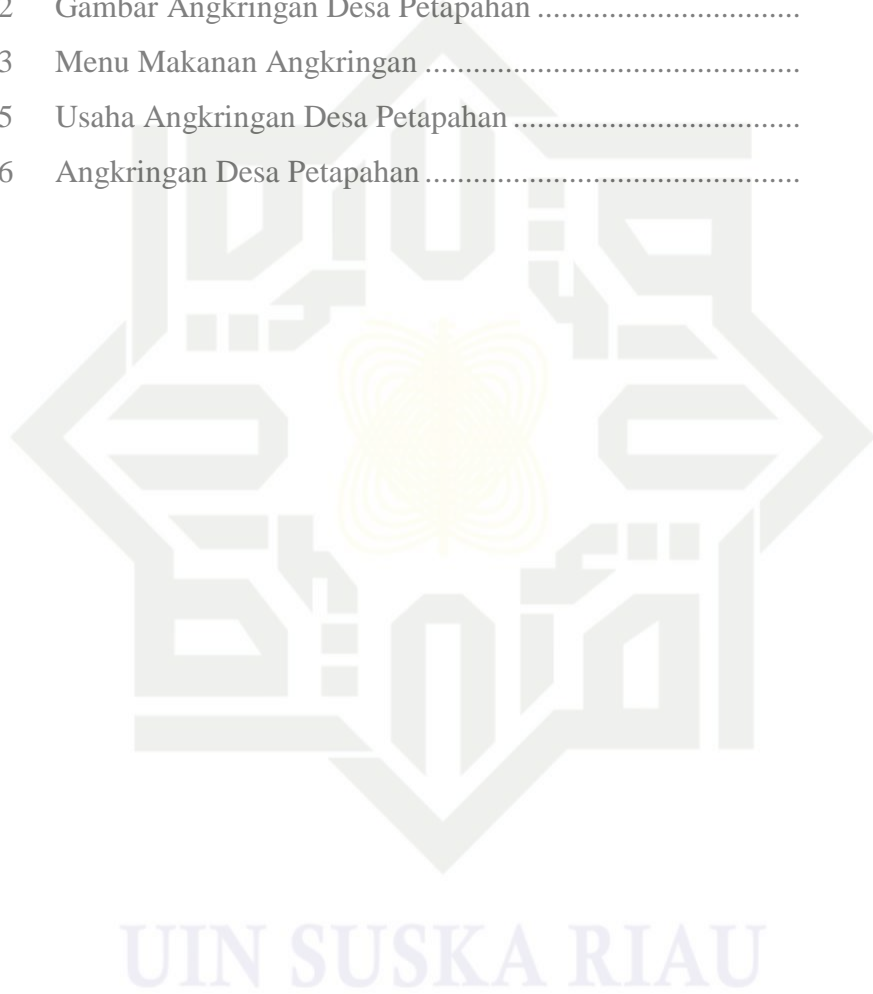 2 Gambar Angkringan Desa Petapahan ................................
3 Menu Makanan Angkringan ..............................................
5 Usaha Angkringan Desa Petapahan ...................................
6 Angkringan Desa Petapahan ..............................................
UIN SUSKA RIAU